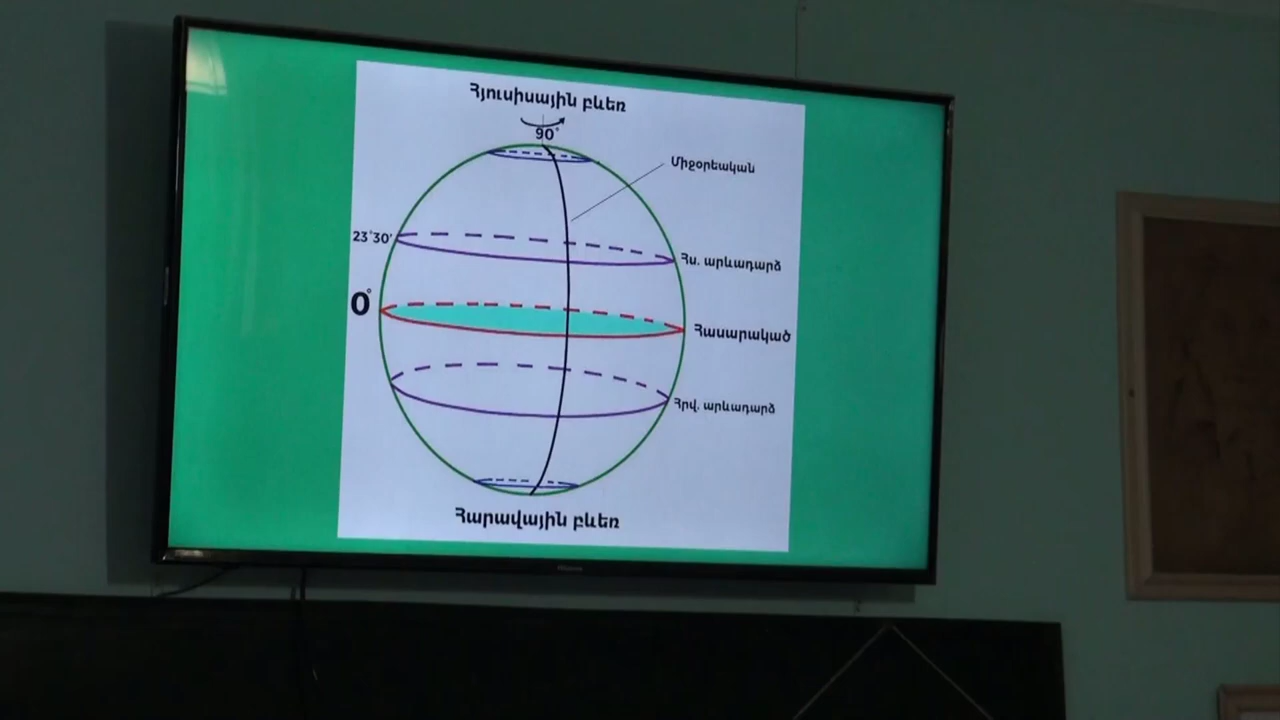 Հյուսիսային բևեռ
90°
Միջօրեական
23°30'
Հս. արևադարձ
0°
Հասարակած
Հրվ. արևադարձ
Հարավային բևեռ